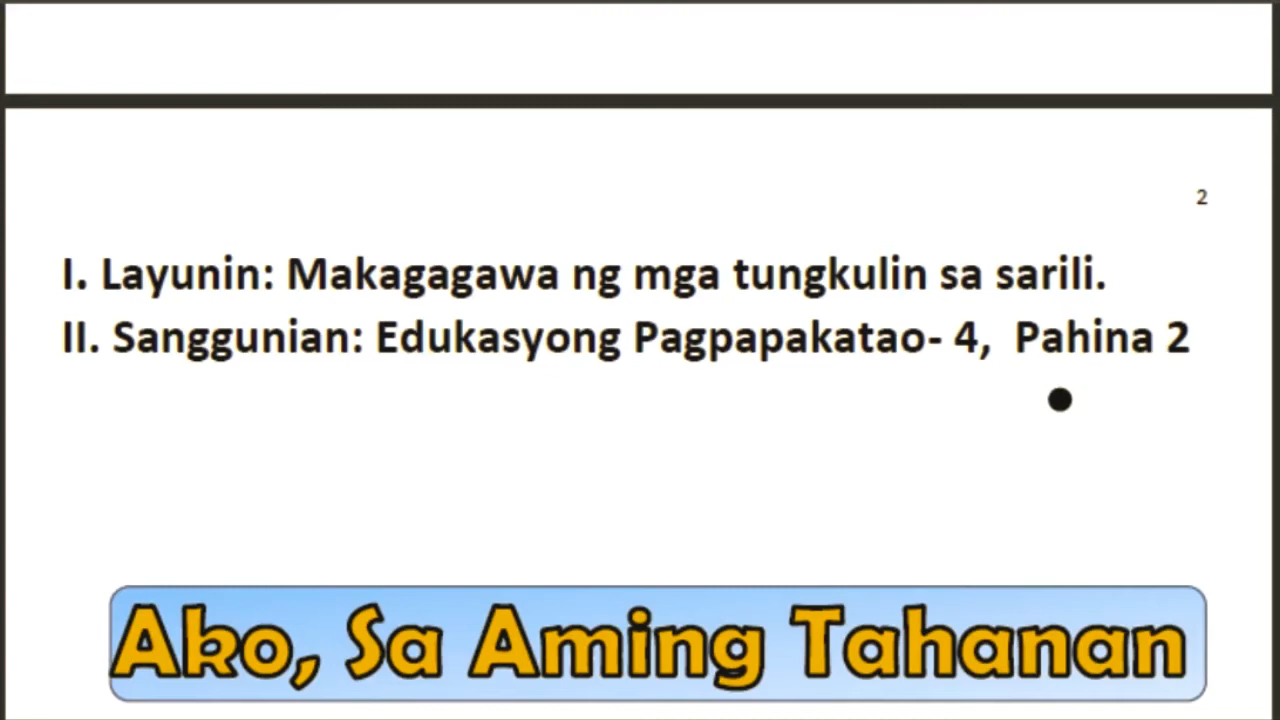 2
I. Layunin: Makagagawa ng mga tungkulin sa sarili.
II. Sanggunian: Edukasyong Pagpapakatao- 4, Pahina 2
Ako, Sa Aming Tahanan